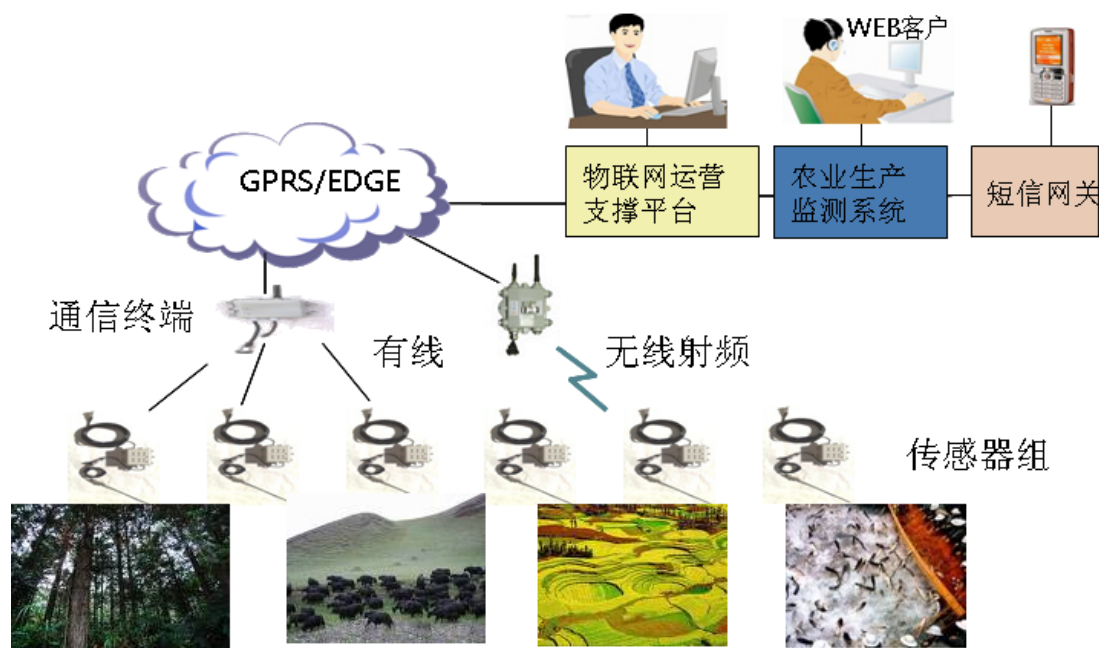 WEB客户
GPRS/EDGE
物联网运营
支撑平台
农业生产
监测系统
短信网关
通信终端
有线
无线射频
传感器组